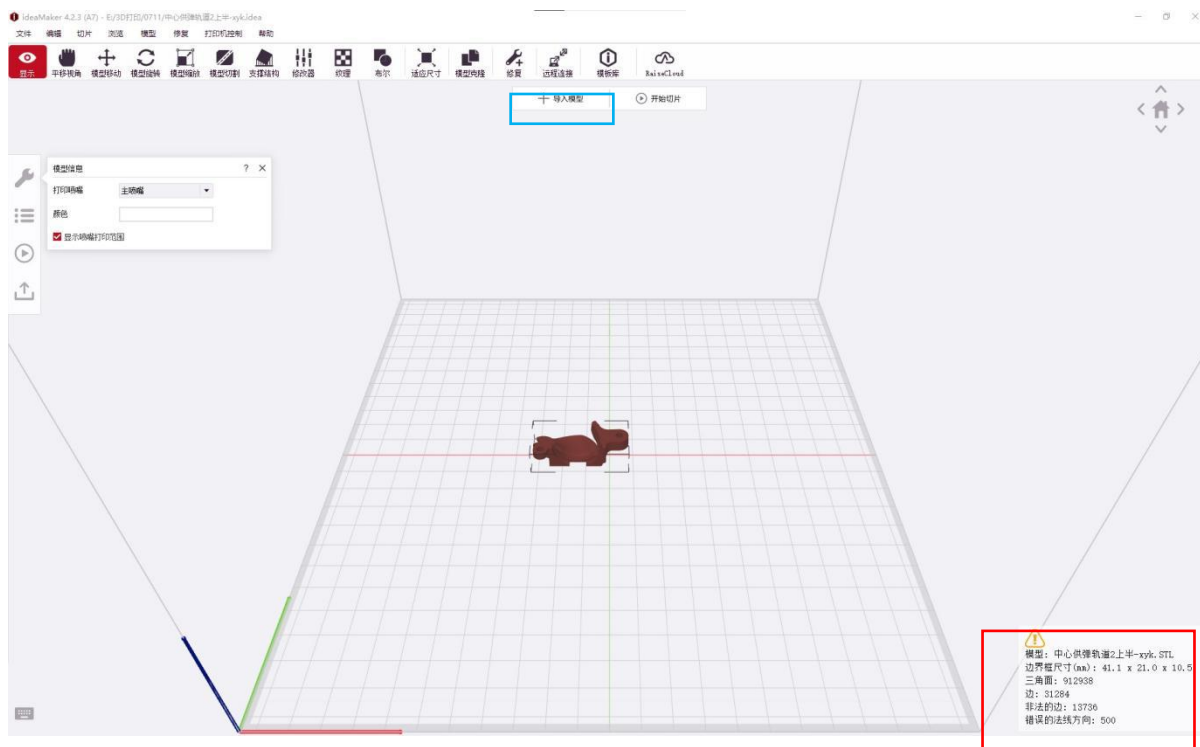 ideaMaker 4.2.3 (A7) - E:/3D打印/0711/中心供弹轨道2上半-xyk.idea
文件 编辑 切片 浏览 模型 修复 打印机控制 帮助
显示 平移视角 模型移动 模型旋转 模型缩放 模型切割 支撑结构 修改器 纹理 布尔 适应尺寸 模型克隆 修复 远程连接 模板库 RaiseCloud
导入模型 开始切片
模型信息 ?
打印喷嘴 主喷嘴
颜色
显示喷嘴打印范围
模型: 中心供弹轨道2上半-xyk.STL
边界框尺寸(mm): 41.1 x 21.0 x 10.5
三角面: 912938
边: 31284
非法的边: 13736
错误的法线方向: 500